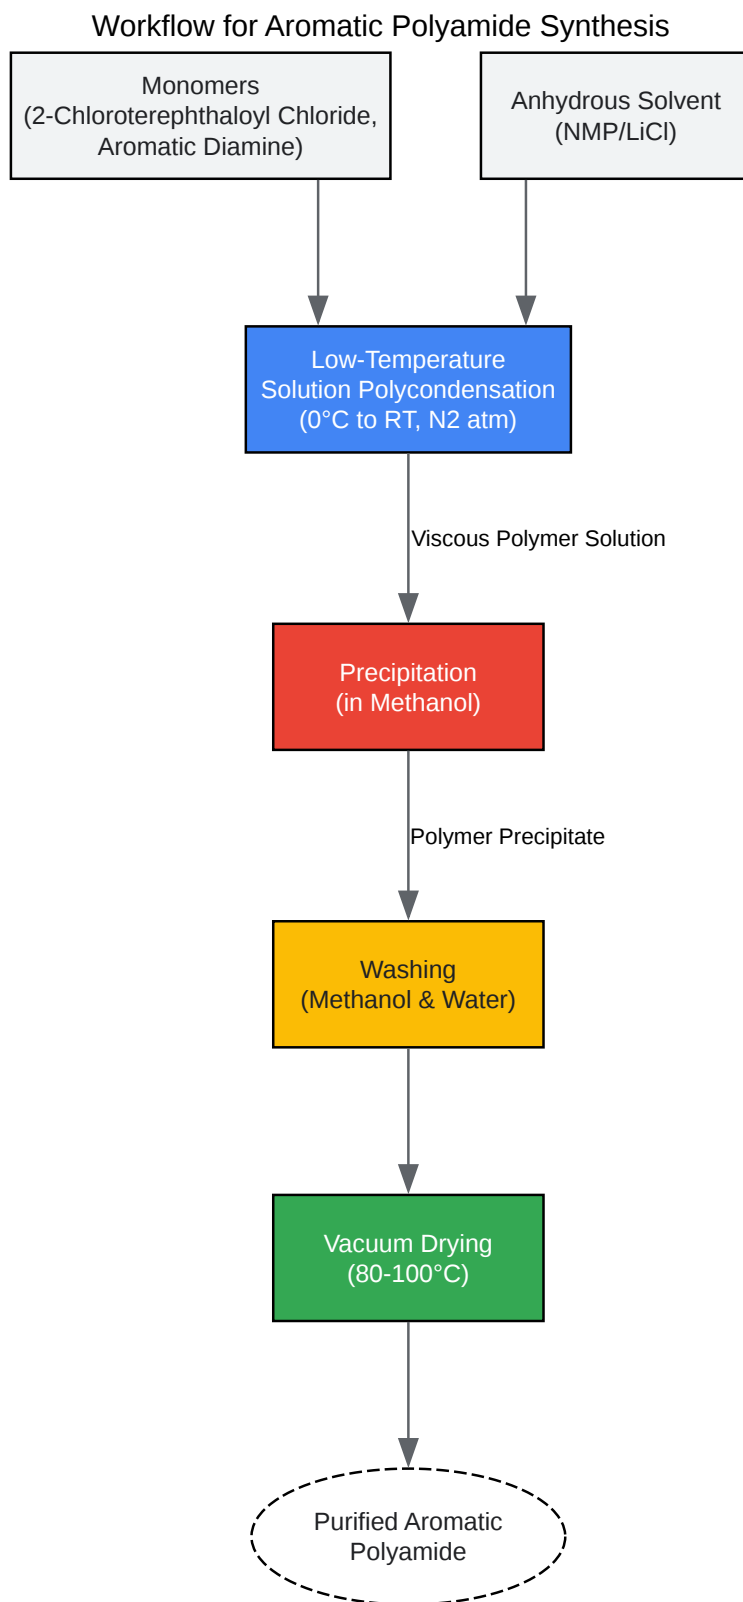 Workflow for Aromatic Polyamide Synthesis
Monomers
(2-Chloroterephthaloyl Chloride,
Aromatic Diamine)
Anhydrous Solvent
(NMP/LiCl)
Low-Temperature
Solution Polycondensation
(0°C to RT, N2 atm)
Viscous Polymer Solution
Precipitation
(in Methanol)
Polymer Precipitate
Washing
(Methanol & Water)
Vacuum Drying
(80-100°C)
Purified Aromatic
Polyamide